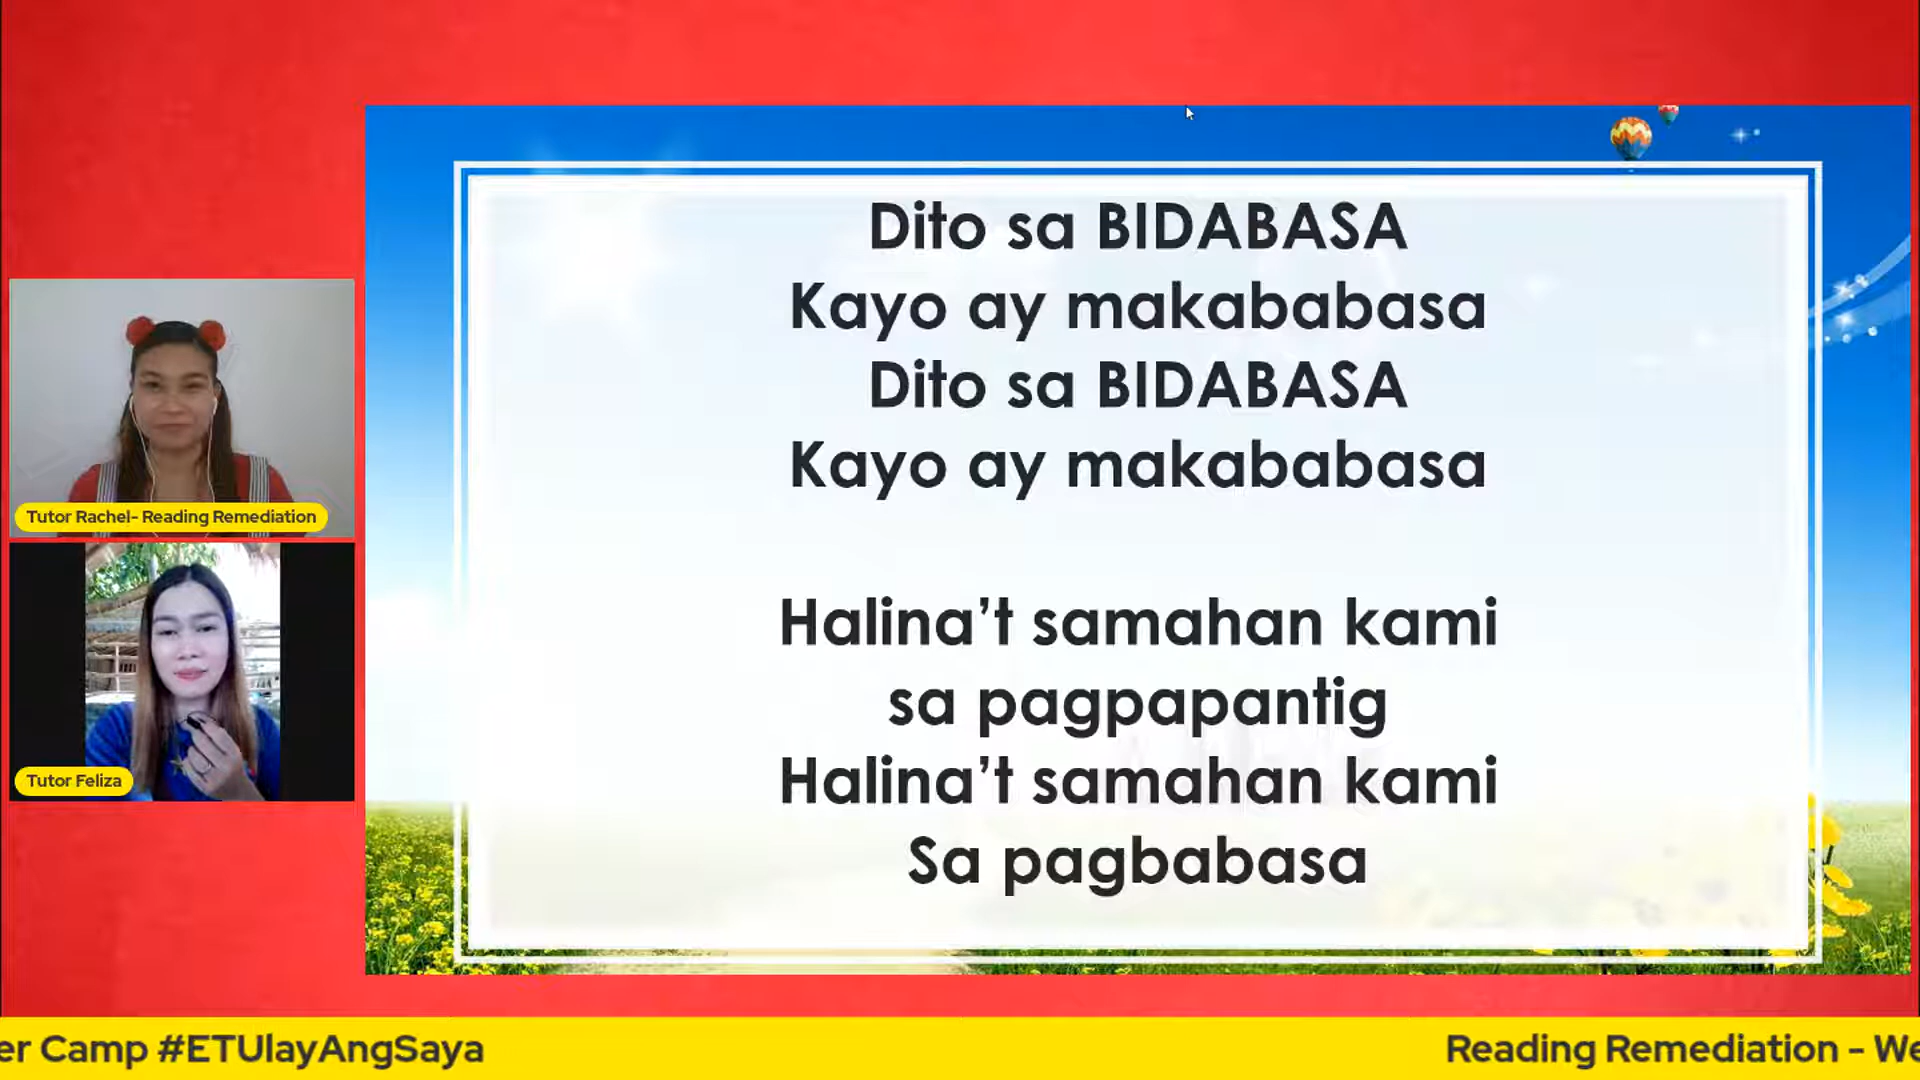 Dito sa BIDABASA
Kayo ay makababasa
Dito sa BIDABASA
Kayo ay makababasa
Halina't samahan kami
sa pagpapantig
Halina't samahan kami
Sa pagbabasa
Tutor Rachel- Reading Remediation
Tutor Feliza
er Camp #ETUlayAngSaya
Reading Remediation - We